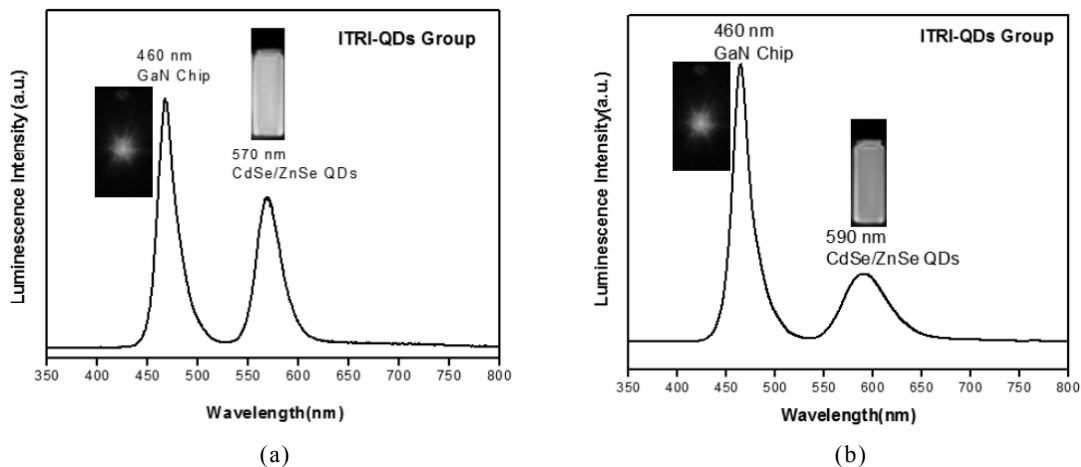 ITRI-QDs Group
460 nm
GaN Chip
570 nm
CdSe/ZnSe QDs
Luminescence Intensity (a.u.)
350 400 450 500 550 600 650 700 750 800
Wavelength(nm)
(a)
ITRI-QDs Group
460 nm
GaN Chip
590 nm
CdSe/ZnSe QDs
Luminescence Intensity(a.u.)
350 400 450 500 550 600 650 700 750 800
Wavelength(nm)
(b)